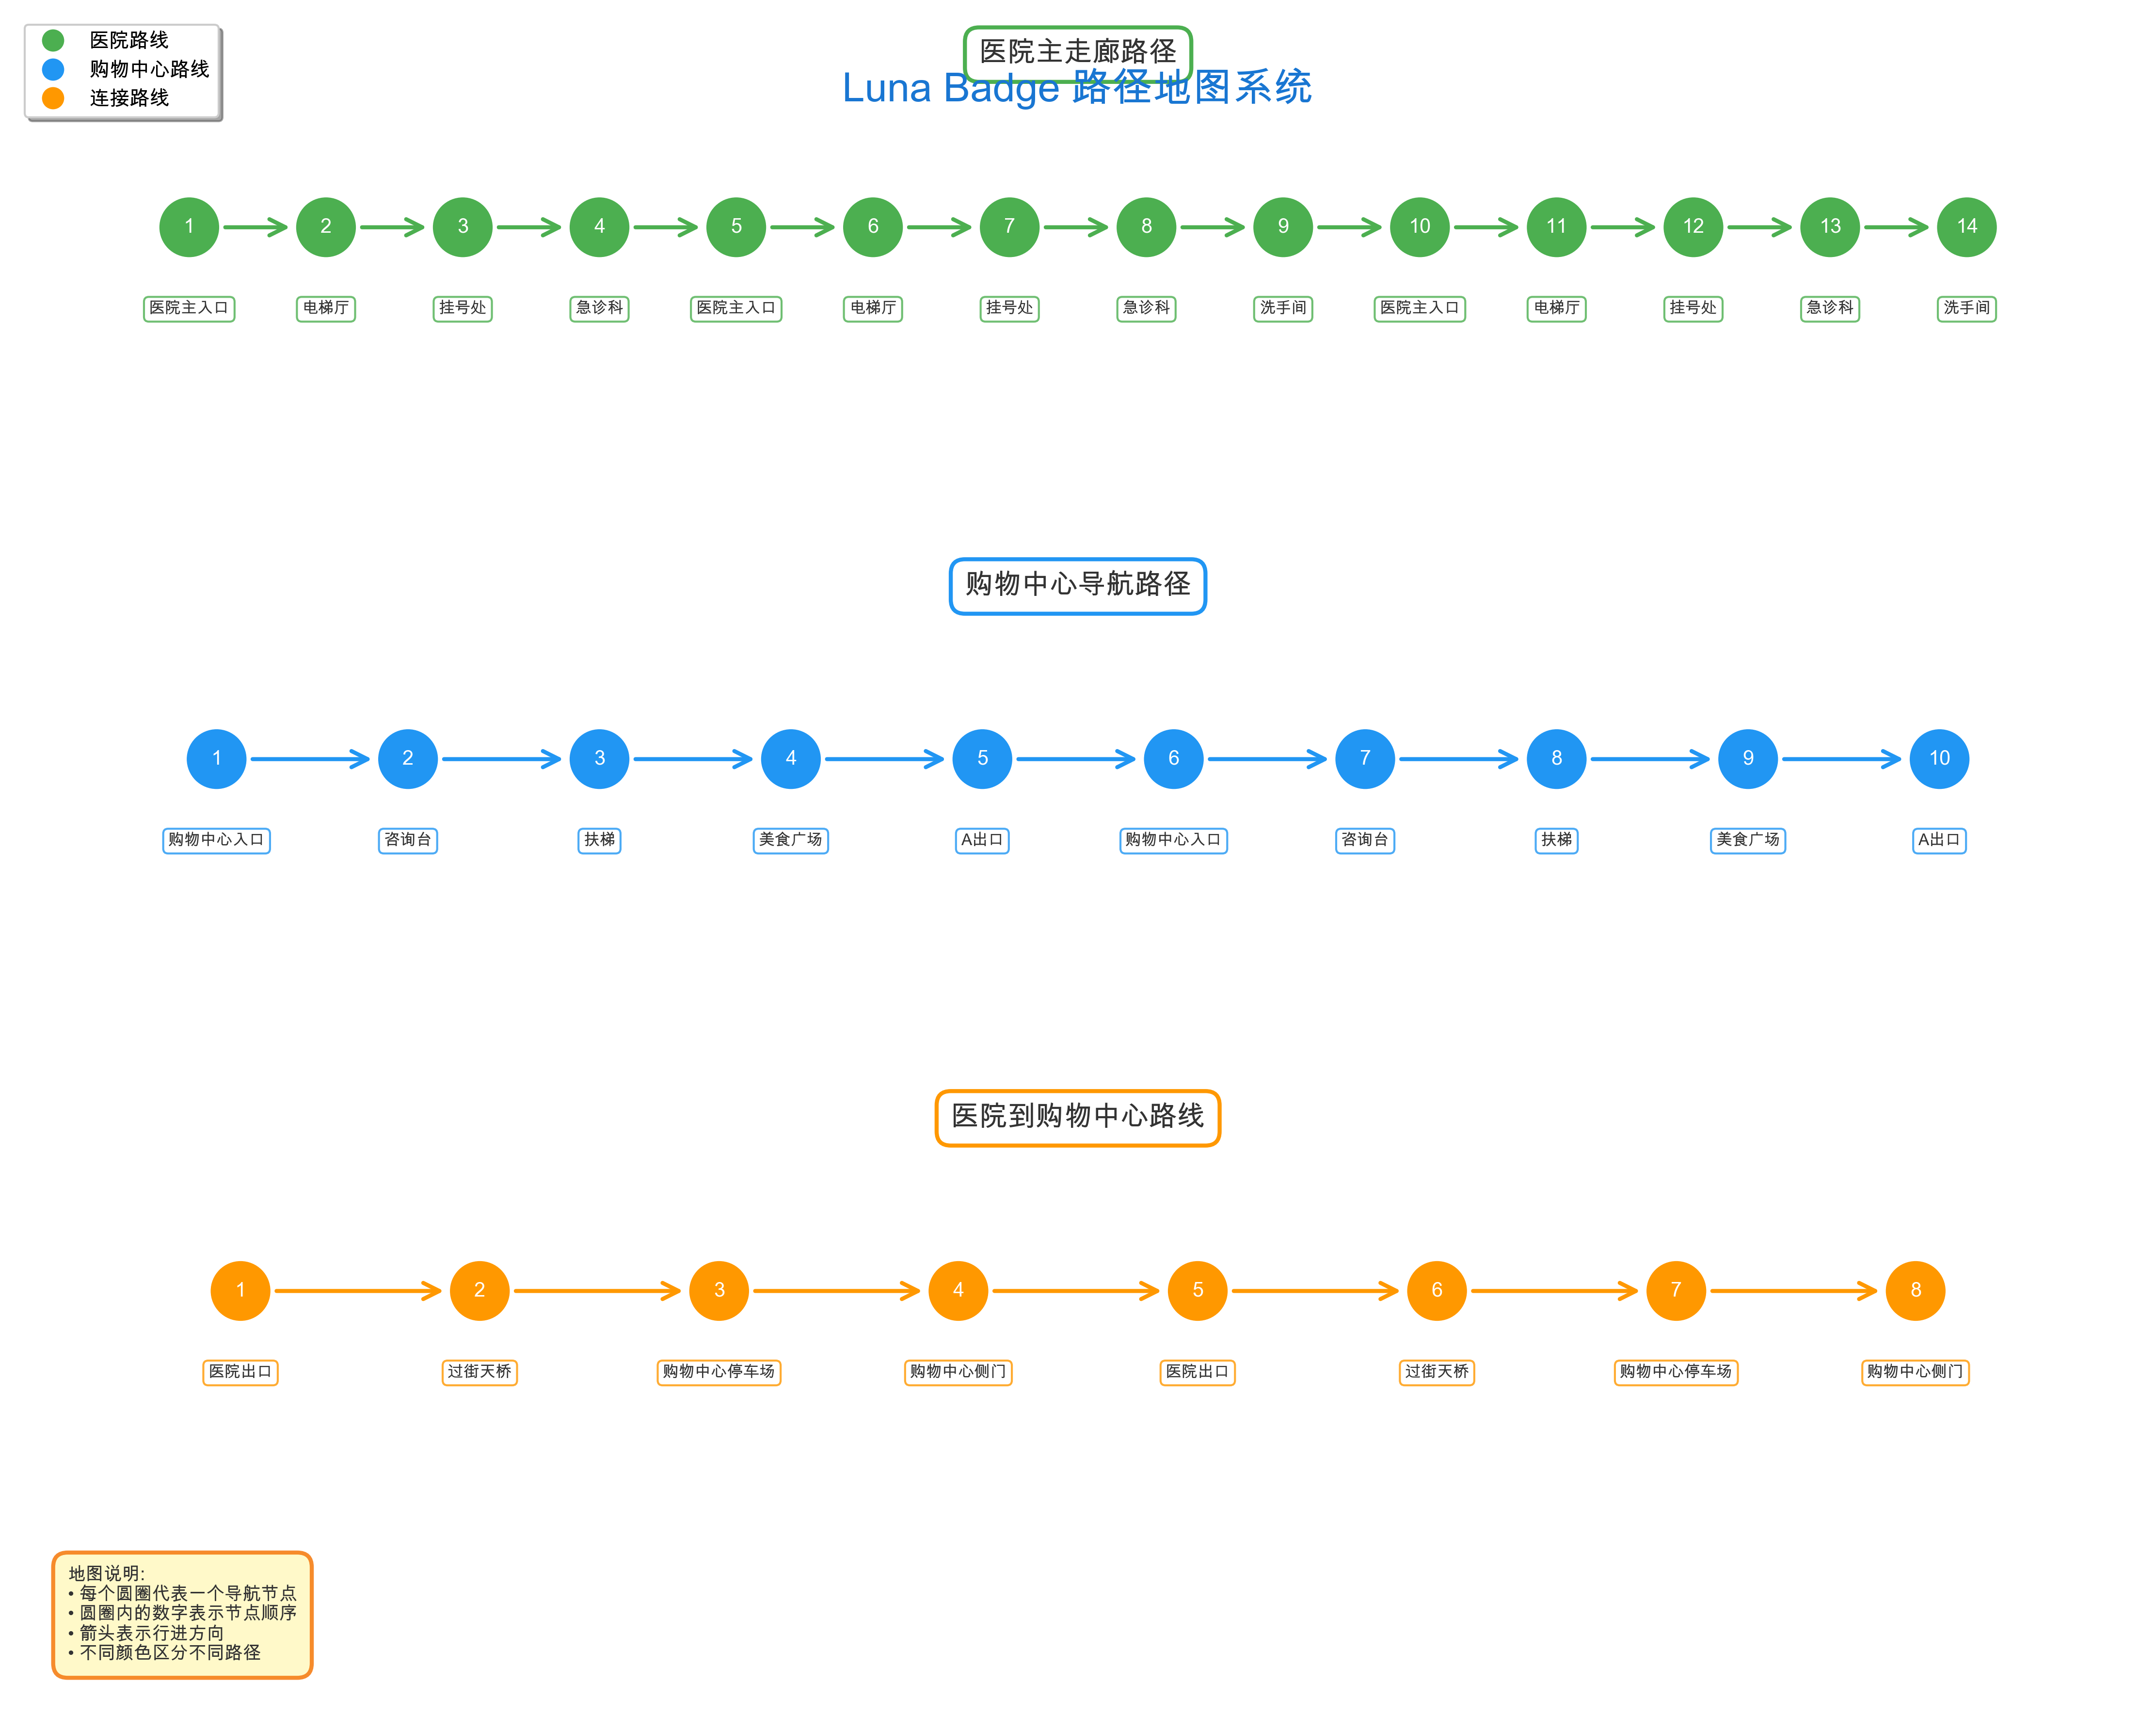 医院路线
购物中心路线
连接路线
医院主走廊路径
Luna Badge 路径地图系统
1 2 3 4 5 6 7 8 9 10 11 12 13 14
医院主入口 电梯厅 挂号处 急诊科 医院主入口 电梯厅 挂号处 急诊科 洗手间 医院主入口 电梯厅 挂号处 急诊科 洗手间
购物中心导航路径
1 2 3 4 5 6 7 8 9 10
购物中心入口 咨询台 扶梯 美食广场 A出口 购物中心入口 咨询台 扶梯 美食广场 A出口
医院到购物中心路线
1 2 3 4 5 6 7 8
医院出口 过街天桥 购物中心停车场 购物中心侧门 医院出口 过街天桥 购物中心停车场 购物中心侧门
地图说明:
• 每个圆圈代表一个导航节点
• 圆圈内的数字表示节点顺序
• 箭头表示行进方向
• 不同颜色区分不同路径